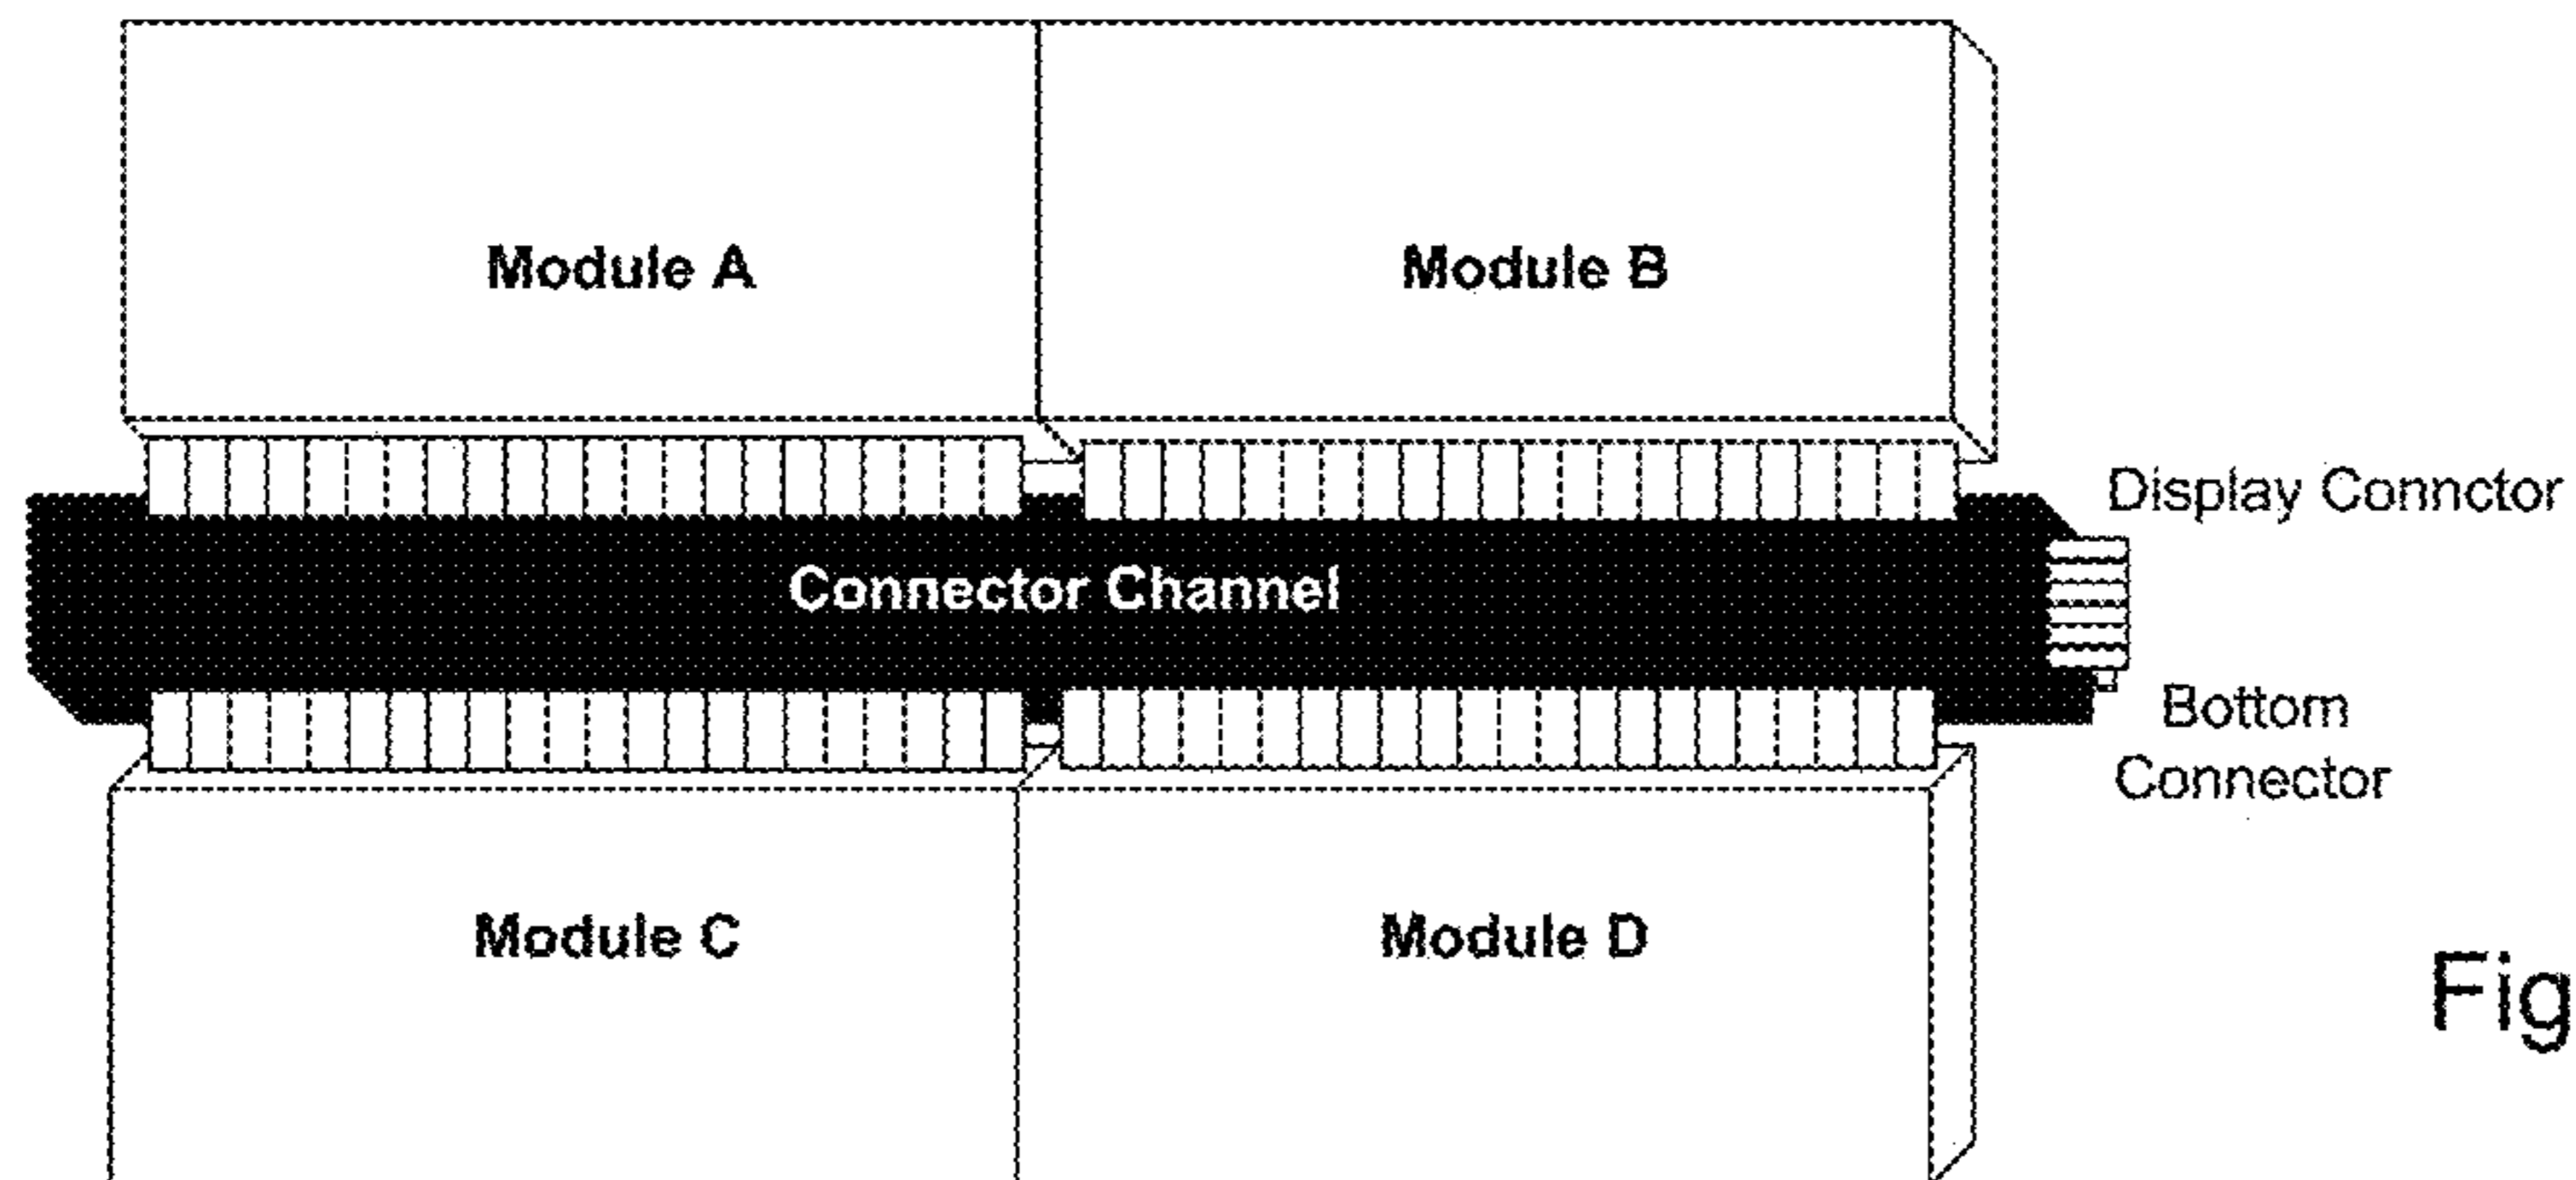 Module A
Module B
Display Connctor
Connector Channel
Bottom
Connector
Module C
Module D
Fig